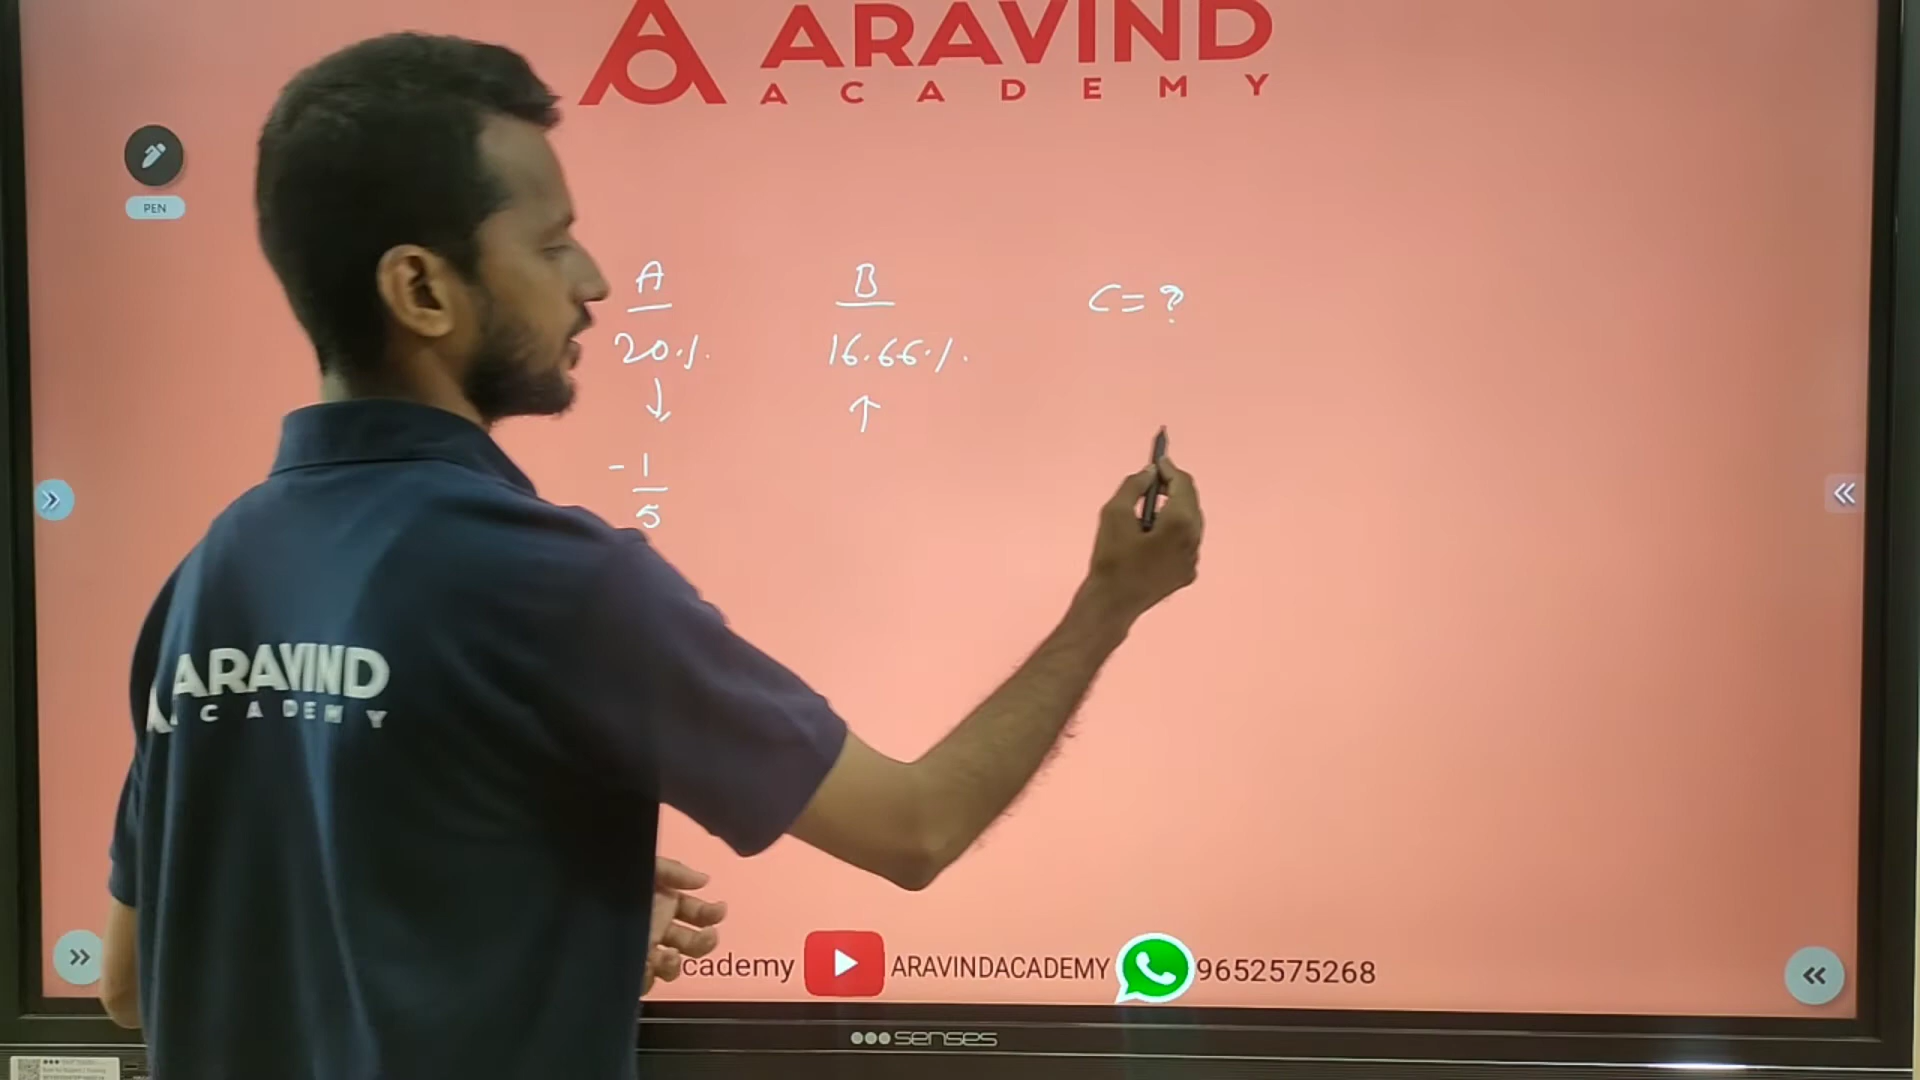 ARAVIND
ACADEMY
PEN
A B C = ?
20% 16.66%
↓ ↑
-1/5
ARAVIND
ACADEMY
cademy ARAVINDACADEMY 9652575268
senses